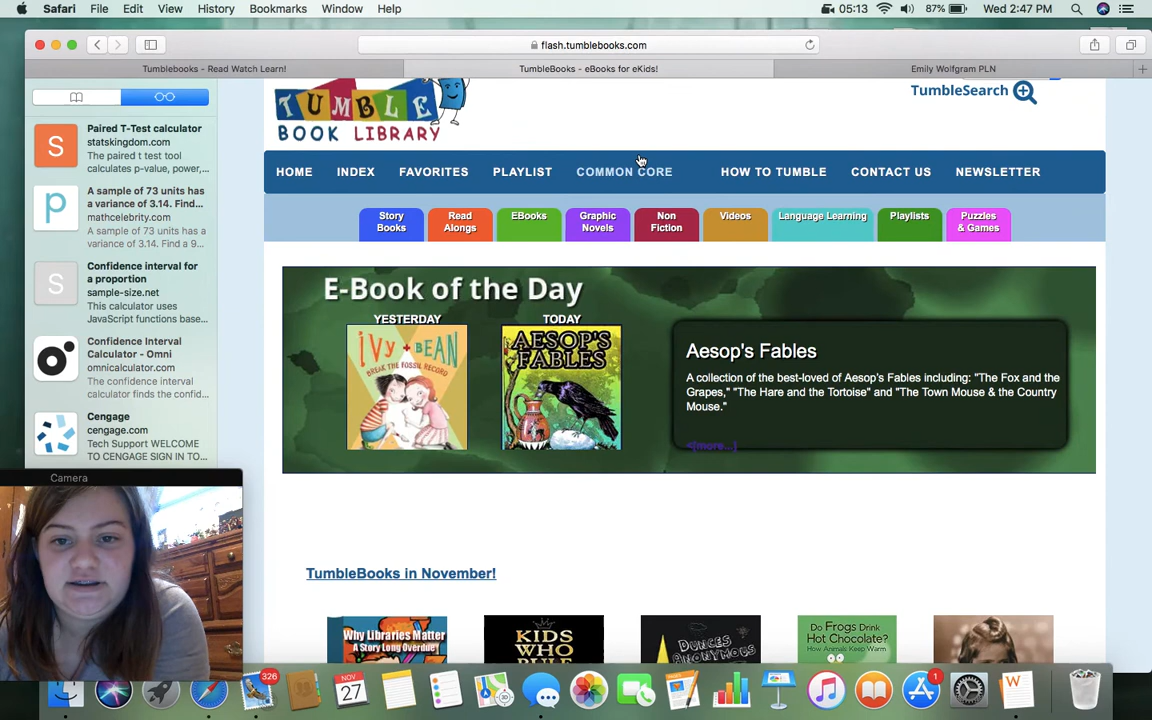 Safari File Edit View History Bookmarks Window Help 05:13 87% Wed 2:47 PM
flash.tumblebooks.com
Tumblebooks - Read Watch Learn! TumbleBooks - eBooks for eKids! Emily Wolfgram PLN
TUMBLE
BOOK LIBRARY
TumbleSearch
HOME INDEX FAVORITES PLAYLIST COMMON CORE HOW TO TUMBLE CONTACT US NEWSLETTER
Story Books
Read Alongs
EBooks
Graphic Novels
Non Fiction
Videos
Language Learning
Playlists
Puzzles & Games
S
Paired T-Test calculator
statskingdom.com
The paired t test tool
calculates p-value, power,...
p
A sample of 73 units has
a variance of 3.14. Find...
mathcelebrity.com
A sample of 73 units has a
variance of 3.14. Find a 9...
S
Confidence interval for
a proportion
sample-size.net
This calculator uses
JavaScript functions base...
Confidence Interval
Calculator - Omni
omnicalculator.com
The confidence interval
calculator finds the confid...
Cengage
cengage.com
Tech Support WELCOME
TO CENGAGE SIGN IN TO...
E-Book of the Day
YESTERDAY TODAY
IVY + BEAN
BREAK THE FOSSIL RECORD
AESOP'S
FABLES
Aesop's Fables
A collection of the best-loved of Aesop's Fables including: "The Fox and the
Grapes," "The Hare and the Tortoise" and "The Town Mouse & the Country
Mouse."
[more...]
TumbleBooks in November!
Why Libraries Matter
A Story Long Overdue!
KIDS
WHO
RULE
DUNCES
ANONYMOUS
Do Frogs Drink
Hot Chocolate?
How Animals Keep Warm
Camera
326
NOV
27
1
W